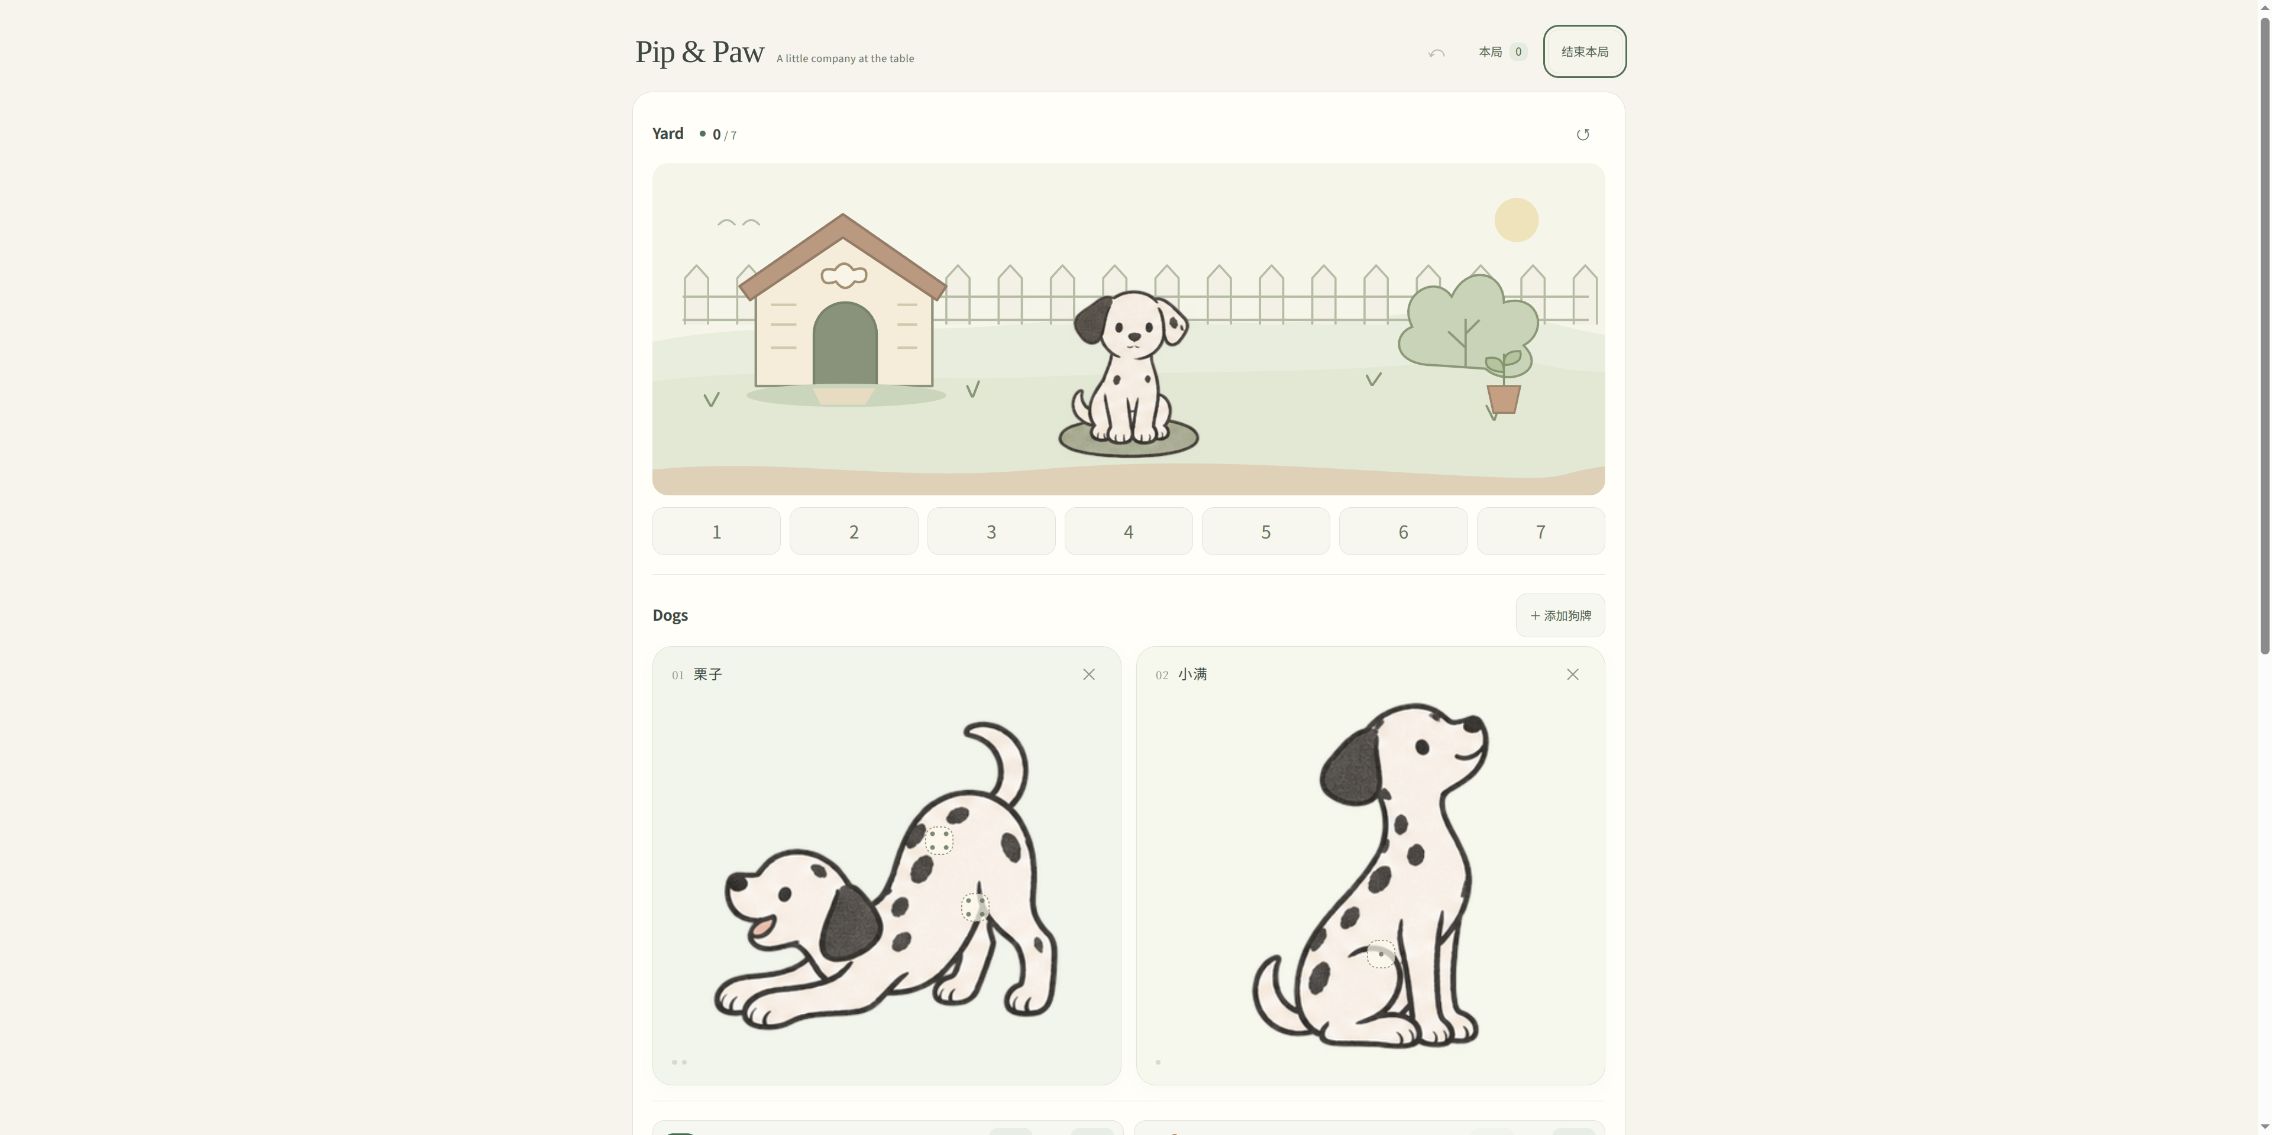 Pip & Paw A little company at the table 本局 0 结束本局
Yard 0 / 7
1 2 3 4 5 6 7
Dogs + 添加狗牌
01 栗子
02 小满